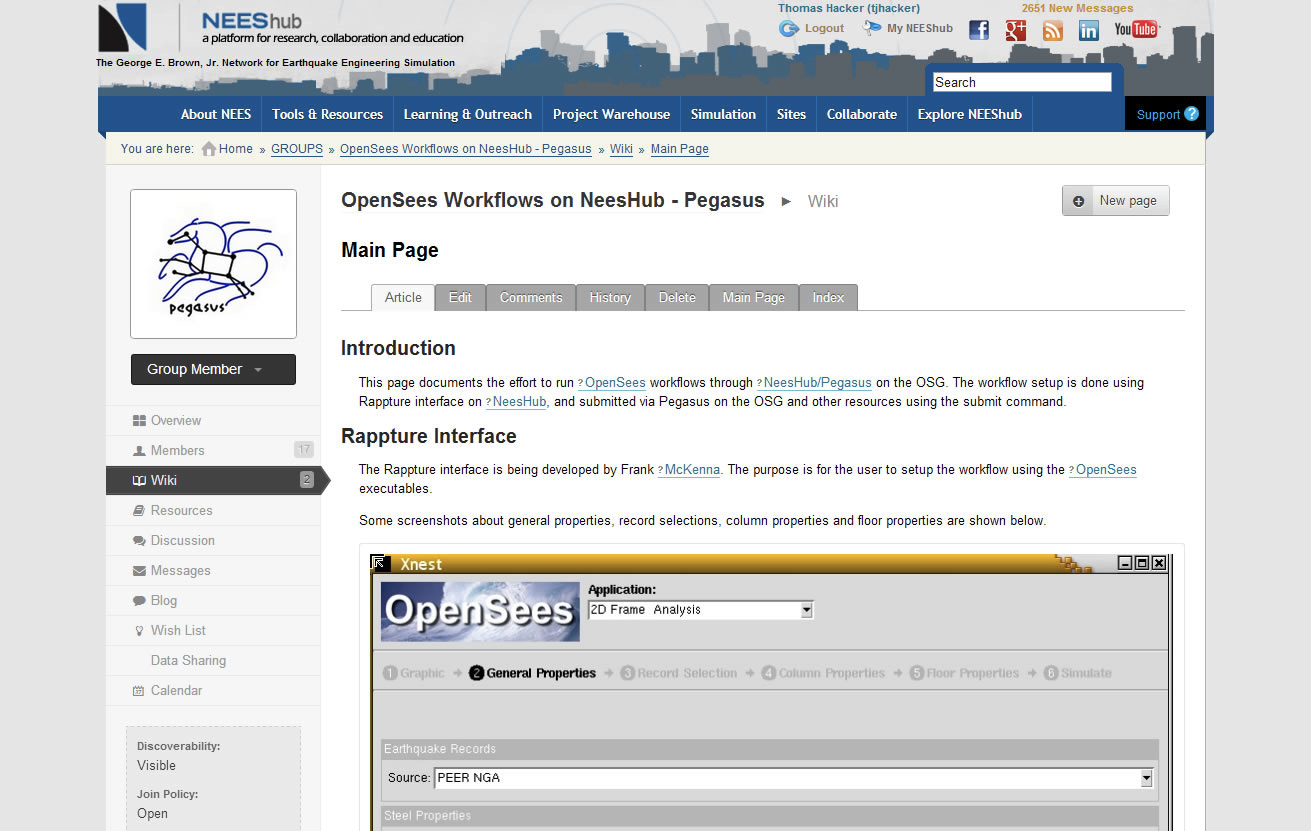 Thomas Hacker (tjhacker)
2651 New Messages
NEEShub
a platform for research, collaboration and education
Logout
My NEEShub
You Tube
The George E. Brown, Jr. Network for Earthquake Engineering Simulation
Search
About NEES
Tools & Resources
Learning & Outreach
Project Warehouse
Simulation
Sites
Collaborate
Explore NEEShub
Support ?
You are here: Home » GROUPS » OpenSees Workflows on NeesHub - Pegasus » Wiki » Main Page
pegasus
Group Member
Overview
Members 17
Wiki 2
Resources
Discussion
Messages
Blog
Wish List
Data Sharing
Calendar
Discoverability:
Visible
Join Policy:
Open
OpenSees Workflows on NeesHub - Pegasus ► Wiki
New page
Main Page
Article
Edit
Comments
History
Delete
Main Page
Index
Introduction
This page documents the effort to run ?OpenSees workflows through ?NeesHub/Pegasus on the OSG. The workflow setup is done using
Rappture interface on ?NeesHub, and submitted via Pegasus on the OSG and other resources using the submit command.
Rappture Interface
The Rappture interface is being developed by Frank ?McKenna. The purpose is for the user to setup the workflow using the ?OpenSees
executables.
Some screenshots about general properties, record selections, column properties and floor properties are shown below.
Xnest
OpenSees
Application:
2D Frame Analysis
1 Graphic → 2 General Properties → 3 Record Selection → 4 Column Properties → 5 Floor Properties → 6 Simulate
Earthquake Records
Source: PEER NGA
Steel Properties